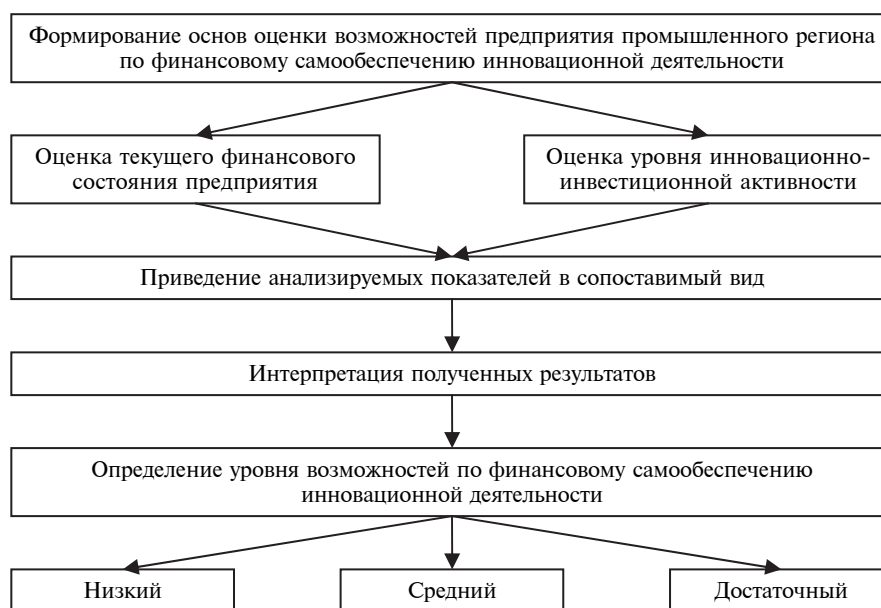 Формирование основ оценки возможностей предприятия промышленного региона
по финансовому самообеспечению инновационной деятельности
Оценка текущего финансового
состояния предприятия
Оценка уровня инновационно-
инвестиционной активности
Приведение анализируемых показателей в сопоставимый вид
Интерпретация полученных результатов
Определение уровня возможностей по финансовому самообеспечению
инновационной деятельности
Низкий
Средний
Достаточный